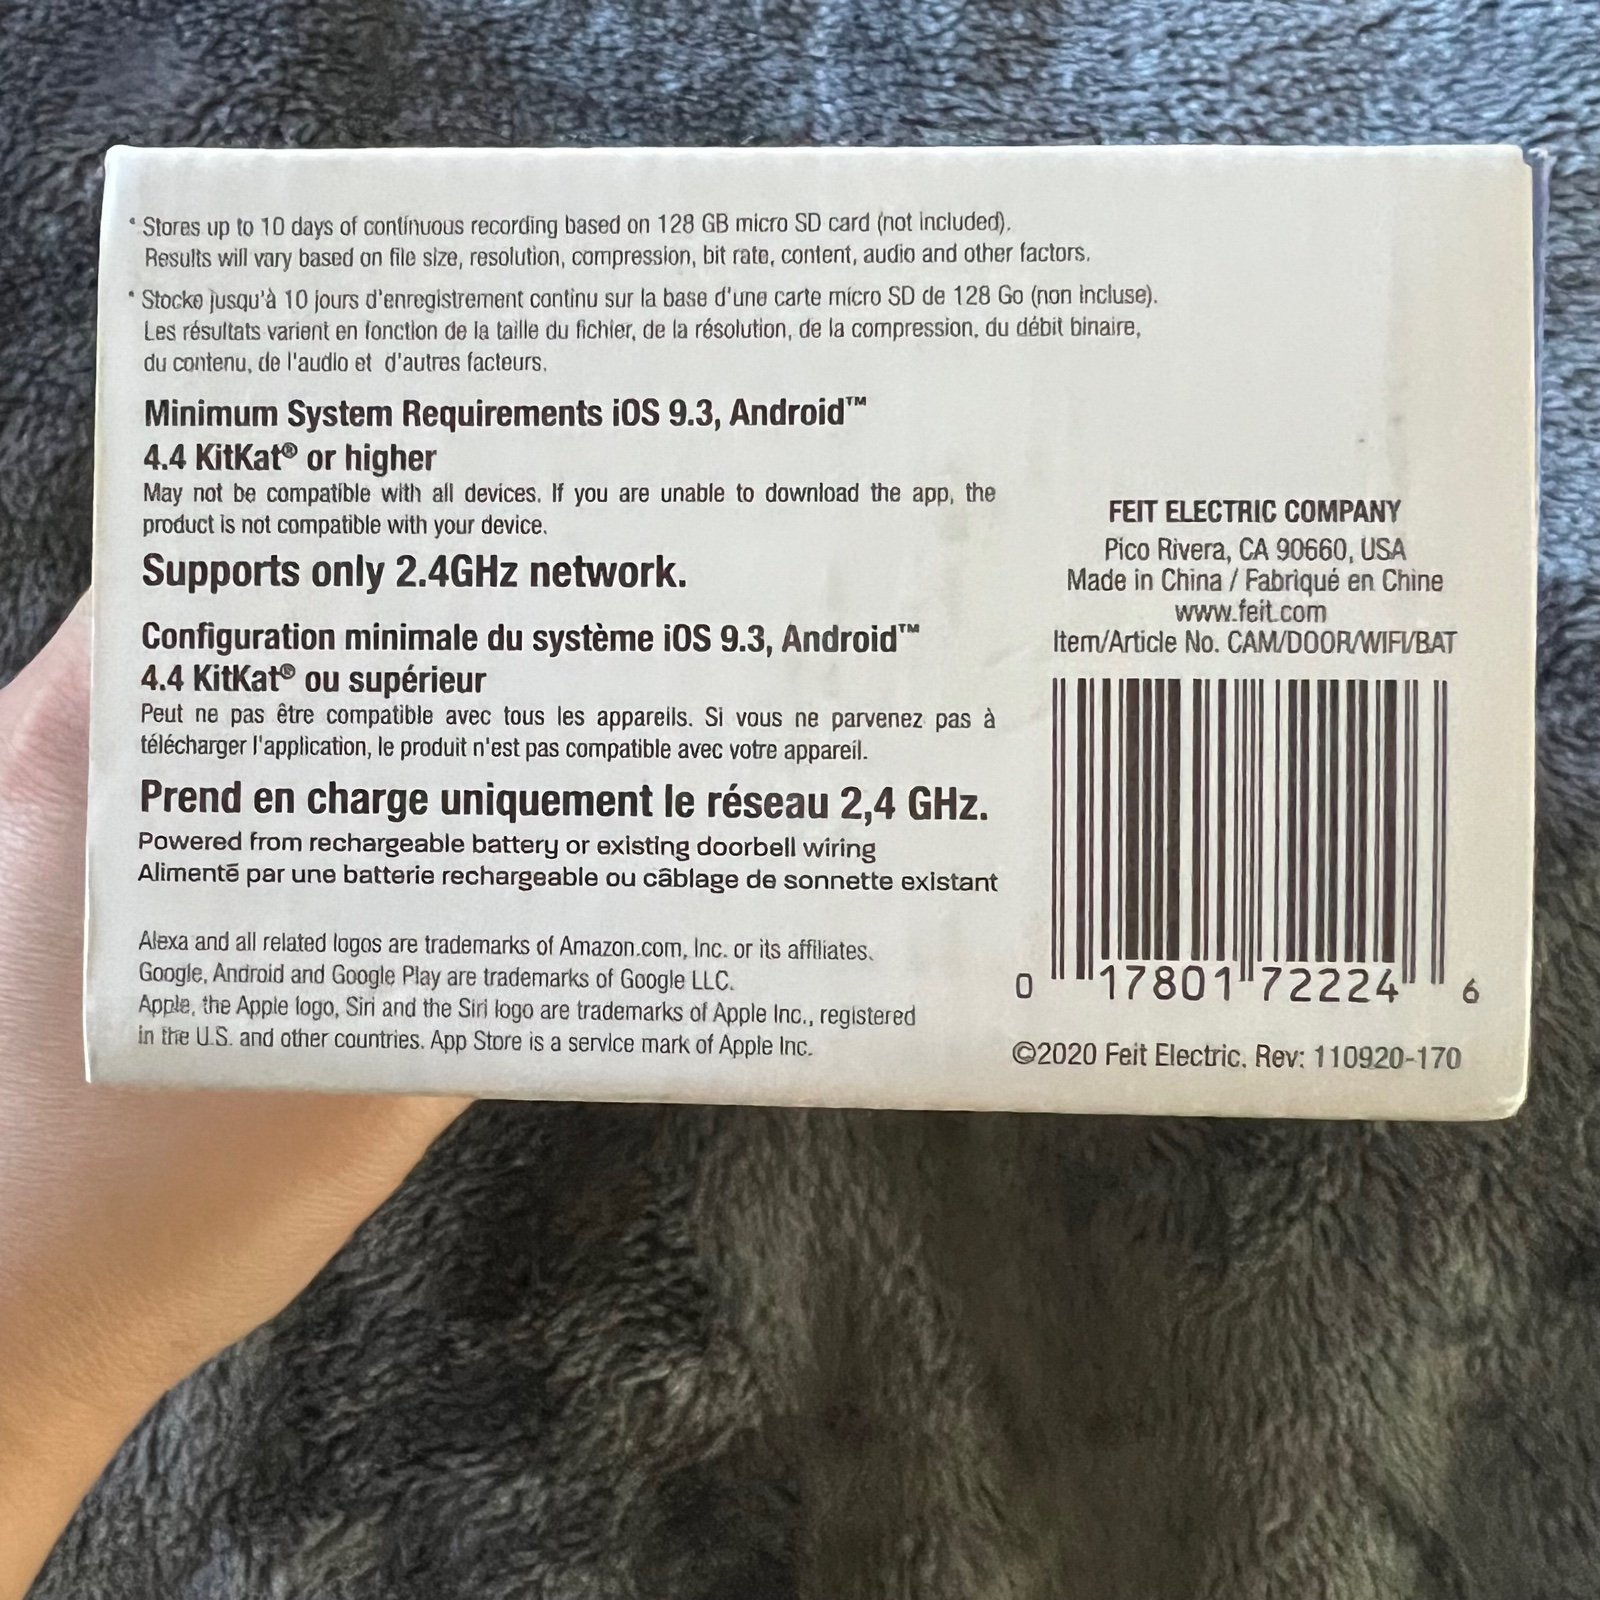 * Stores up to 10 days of continuous recording based on 128 GB micro SD card (not included).
Results will vary based on file size, resolution, compression, bit rate, content, audio and other factors.
* Stocke jusqu'à 10 jours d'enregistrement continu sur la base d'une carte micro SD de 128 Go (non incluse).
Les résultats varient en fonction de la taille du fichier, de la résolution, de la compression, du débit binaire,
du contenu, de l'audio et d'autres facteurs.
Minimum System Requirements iOS 9.3, Android™
4.4 KitKat® or higher
May not be compatible with all devices. If you are unable to download the app, the
product is not compatible with your device.
Supports only 2.4GHz network.
Configuration minimale du système iOS 9.3, Android™
4.4 KitKat® ou supérieur
Peut ne pas être compatible avec tous les appareils. Si vous ne parvenez pas à
télécharger l'application, le produit n'est pas compatible avec votre appareil.
Prend en charge uniquement le réseau 2,4 GHz.
Powered from rechargeable battery or existing doorbell wiring
Alimenté par une batterie rechargeable ou câblage de sonnette existant
Alexa and all related logos are trademarks of Amazon.com, Inc. or its affiliates.
Google, Android and Google Play are trademarks of Google LLC.
Apple, the Apple logo, Siri and the Siri logo are trademarks of Apple Inc., registered
in the U.S. and other countries. App Store is a service mark of Apple Inc.
FEIT ELECTRIC COMPANY
Pico Rivera, CA 90660, USA
Made in China / Fabriqué en Chine
www.feit.com
Item/Article No. CAM/DOOR/WIFI/BAT
0 17801 72224 6
©2020 Feit Electric. Rev: 110920-170